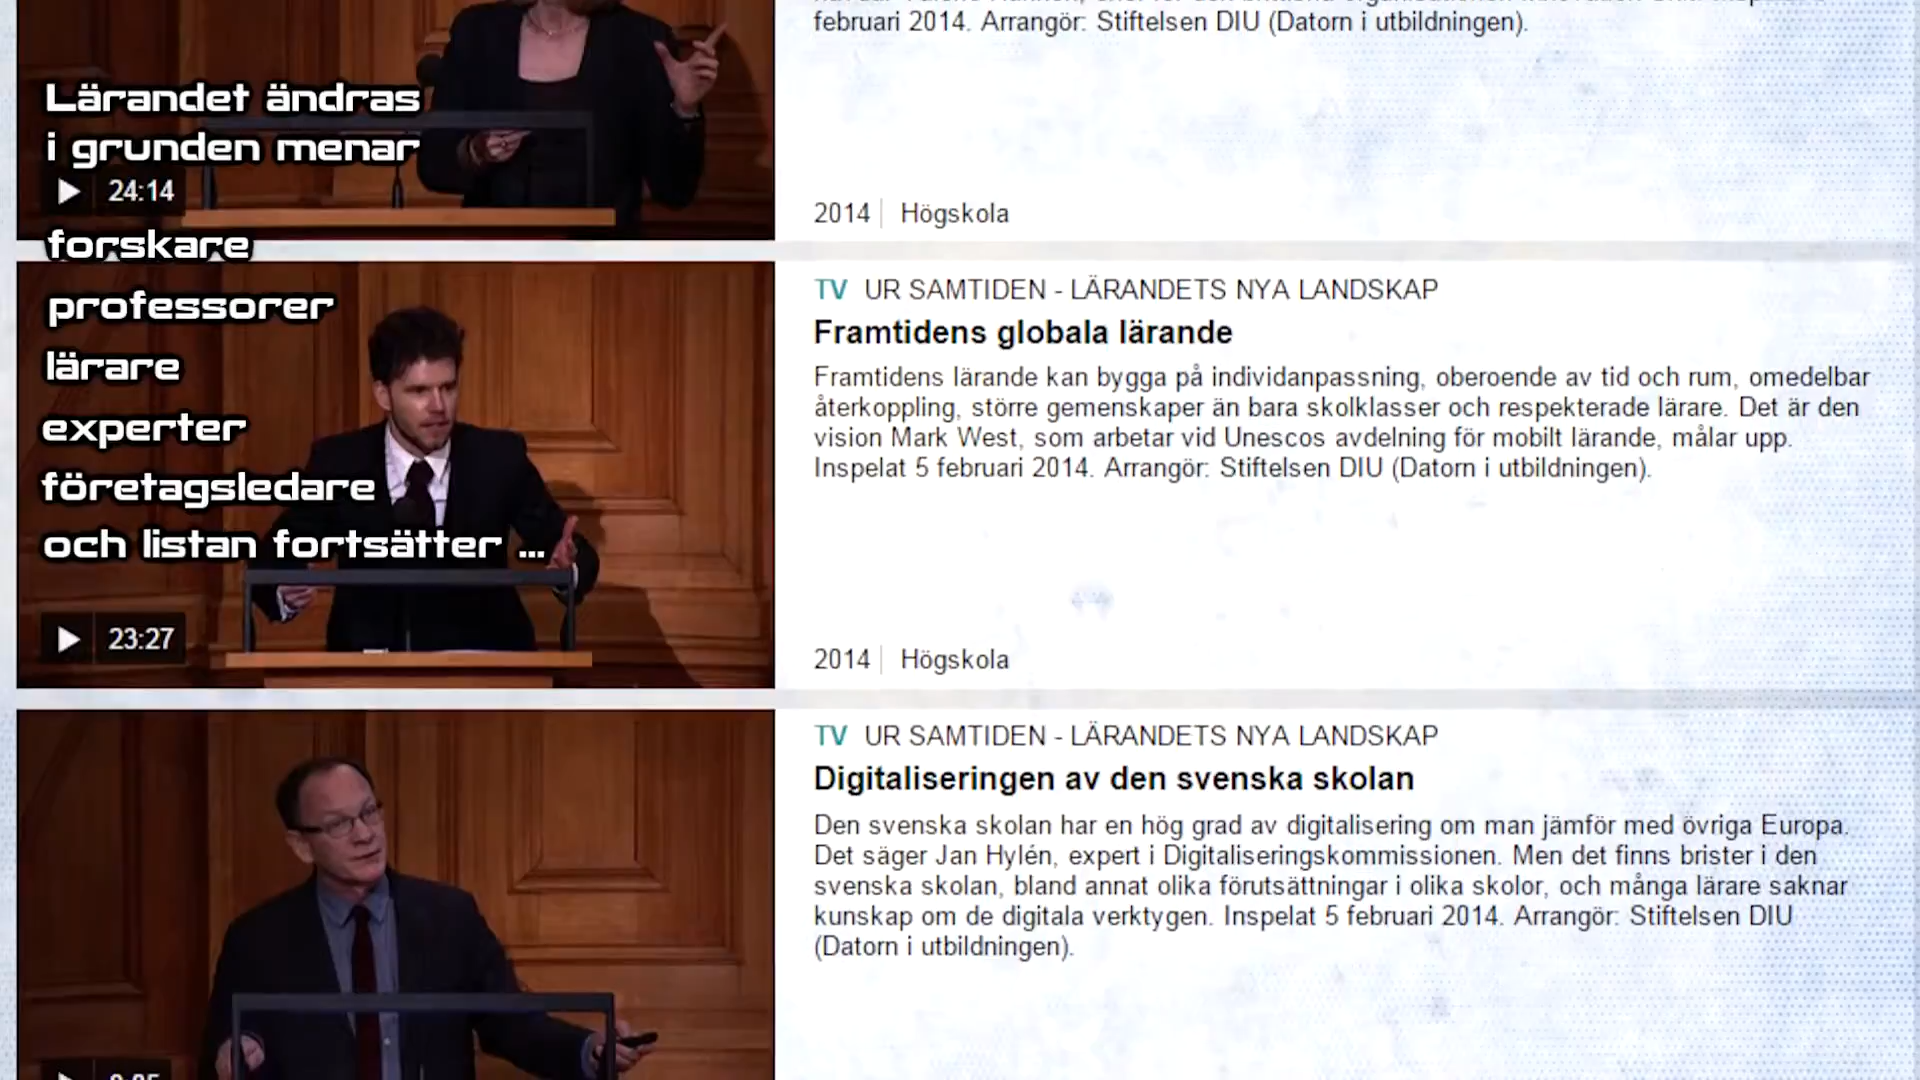 februari 2014. Arrangör: Stiftelsen DIU (Datorn i utbildningen).
Lärandet ändras
i grunden menar
24:14
2014 Högskola
forskare
professorer
lärare
experter
företagsledare
och listan fortsätter ...
23:27
TV UR SAMTIDEN - LÄRANDETS NYA LANDSKAP
Framtidens globala lärande
Framtidens lärande kan bygga på individanpassning, oberoende av tid och rum, omedelbar
återkoppling, större gemenskaper än bara skolklasser och respekterade lärare. Det är den
vision Mark West, som arbetar vid Unescos avdelning för mobilt lärande, målar upp.
Inspelat 5 februari 2014. Arrangör: Stiftelsen DIU (Datorn i utbildningen).
2014 Högskola
TV UR SAMTIDEN - LÄRANDETS NYA LANDSKAP
Digitaliseringen av den svenska skolan
Den svenska skolan har en hög grad av digitalisering om man jämför med övriga Europa.
Det säger Jan Hylén, expert i Digitaliseringskommissionen. Men det finns brister i den
svenska skolan, bland annat olika förutsättningar i olika skolor, och många lärare saknar
kunskap om de digitala verktygen. Inspelat 5 februari 2014. Arrangör: Stiftelsen DIU
(Datorn i utbildningen).